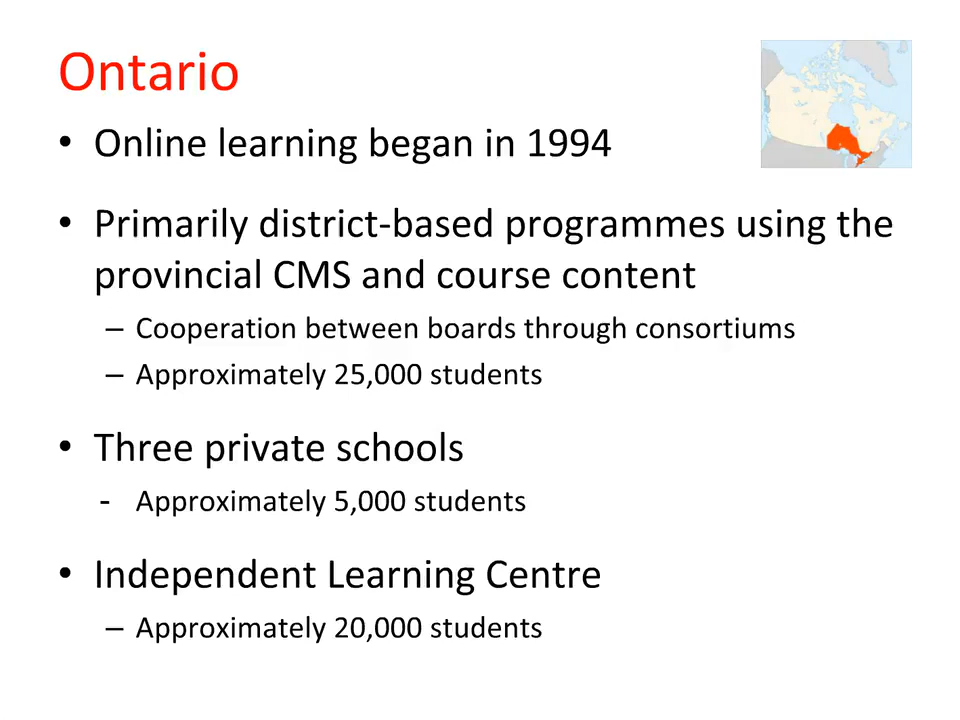 Ontario
• Online learning began in 1994
• Primarily district-based programmes using the
provincial CMS and course content
– Cooperation between boards through consortiums
– Approximately 25,000 students
• Three private schools
- Approximately 5,000 students
• Independent Learning Centre
– Approximately 20,000 students